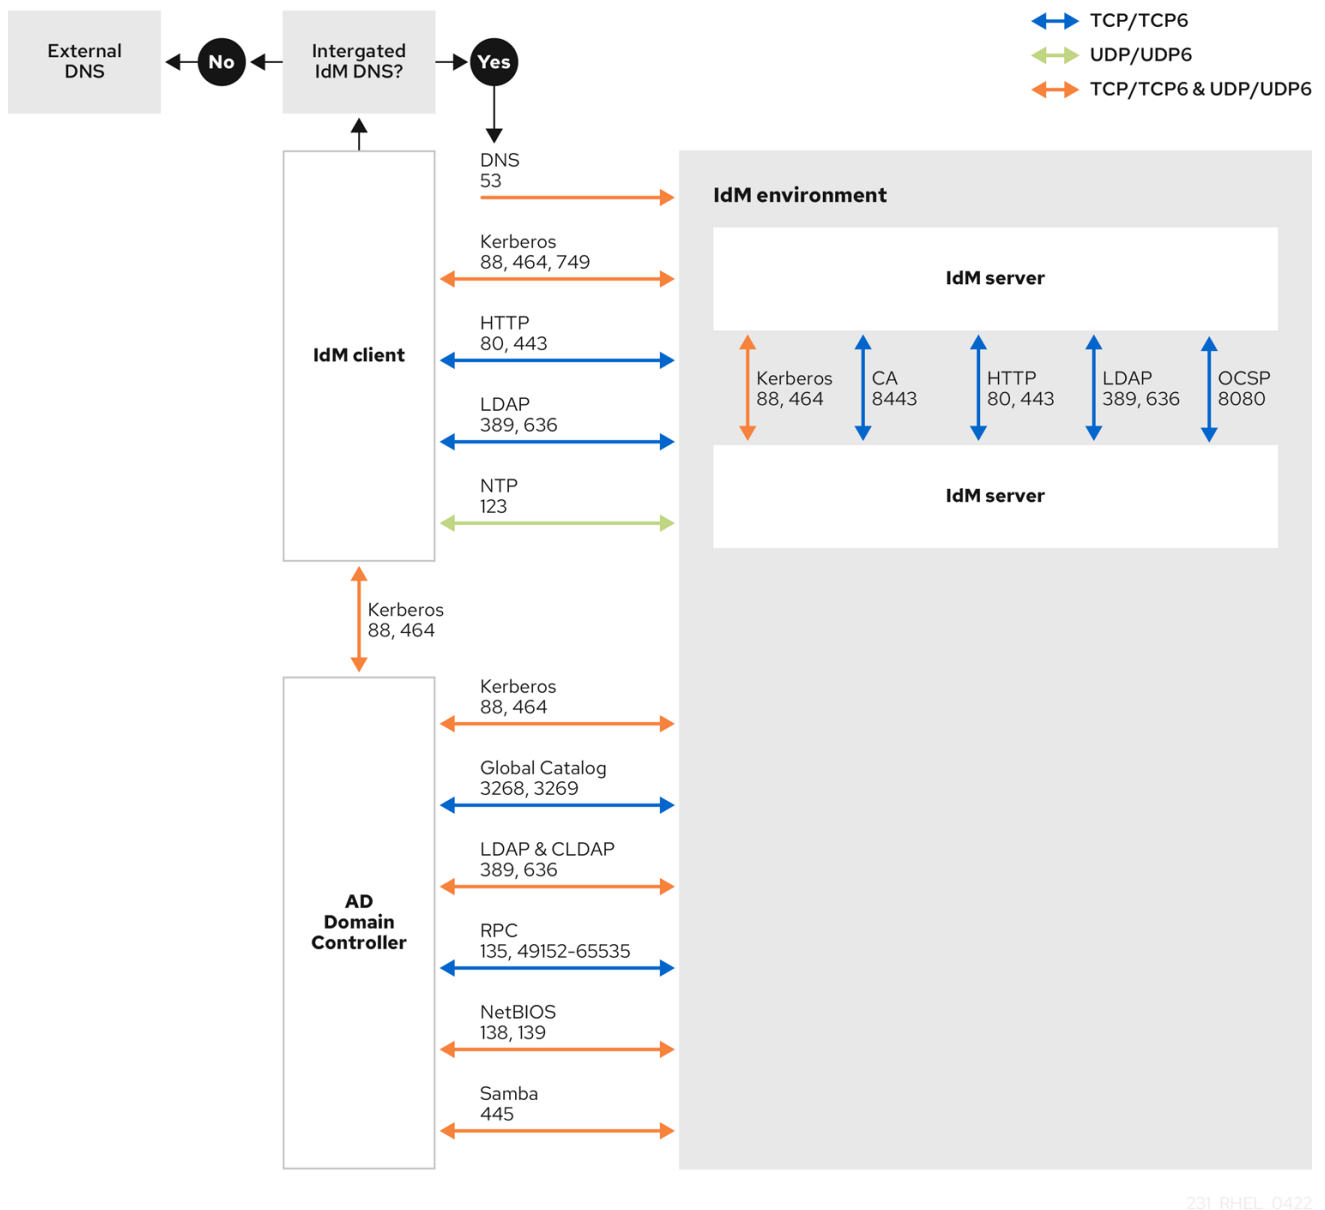 External
DNS
No
Intergated
IdM DNS?
Yes
TCP/TCP6
UDP/UDP6
TCP/TCP6 & UDP/UDP6
DNS
53
Kerberos
88, 464, 749
HTTP
80, 443
LDAP
389, 636
NTP
123
IdM client
IdM environment
IdM server
Kerberos
88, 464
CA
8443
HTTP
80, 443
LDAP
389, 636
OCSP
8080
IdM server
Kerberos
88, 464
AD
Domain
Controller
Kerberos
88, 464
Global Catalog
3268, 3269
LDAP & CLDAP
389, 636
RPC
135, 49152-65535
NetBIOS
138, 139
Samba
445
231_RHEL_0422